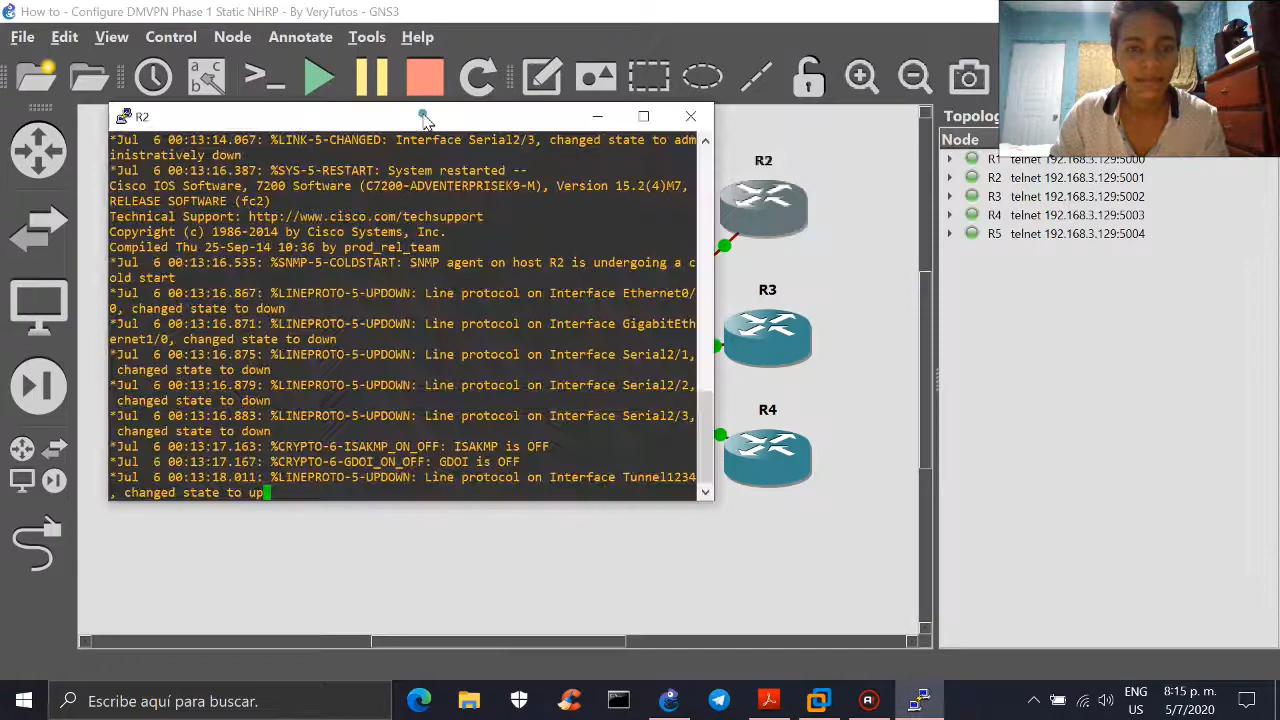 How to - Configure DMVPN Phase 1 Static NHRP - By VeryTutos - GNS3
File Edit View Control Node Annotate Tools Help
a c
b
R2
*Jul  6 00:13:14.067: %LINK-5-CHANGED: Interface Serial2/3, changed state to adm
inistratively down
*Jul  6 00:13:16.387: %SYS-5-RESTART: System restarted --
Cisco IOS Software, 7200 Software (C7200-ADVENTERPRISEK9-M), Version 15.2(4)M7,
RELEASE SOFTWARE (fc2)
Technical Support: http://www.cisco.com/techsupport
Copyright (c) 1986-2014 by Cisco Systems, Inc.
Compiled Thu 25-Sep-14 10:36 by prod_rel_team
*Jul  6 00:13:16.535: %SNMP-5-COLDSTART: SNMP agent on host R2 is undergoing a c
old start
*Jul  6 00:13:16.867: %LINEPROTO-5-UPDOWN: Line protocol on Interface Ethernet0/
0, changed state to down
*Jul  6 00:13:16.871: %LINEPROTO-5-UPDOWN: Line protocol on Interface GigabitEth
ernet1/0, changed state to down
*Jul  6 00:13:16.875: %LINEPROTO-5-UPDOWN: Line protocol on Interface Serial2/1,
 changed state to down
*Jul  6 00:13:16.879: %LINEPROTO-5-UPDOWN: Line protocol on Interface Serial2/2,
 changed state to down
*Jul  6 00:13:16.883: %LINEPROTO-5-UPDOWN: Line protocol on Interface Serial2/3,
 changed state to down
*Jul  6 00:13:17.163: %CRYPTO-6-ISAKMP_ON_OFF: ISAKMP is OFF
*Jul  6 00:13:17.167: %CRYPTO-6-GDOI_ON_OFF: GDOI is OFF
*Jul  6 00:13:18.011: %LINEPROTO-5-UPDOWN: Line protocol on Interface Tunnel1234
, changed state to up
R2
R3
R4
Topolog
Node
R1 telnet 192.168.3.129:5000
R2 telnet 192.168.3.129:5001
R3 telnet 192.168.3.129:5002
R4 telnet 192.168.3.129:5003
R5 telnet 192.168.3.129:5004
Escribe aquí para buscar.
ENG
US
8:15 p. m.
5/7/2020